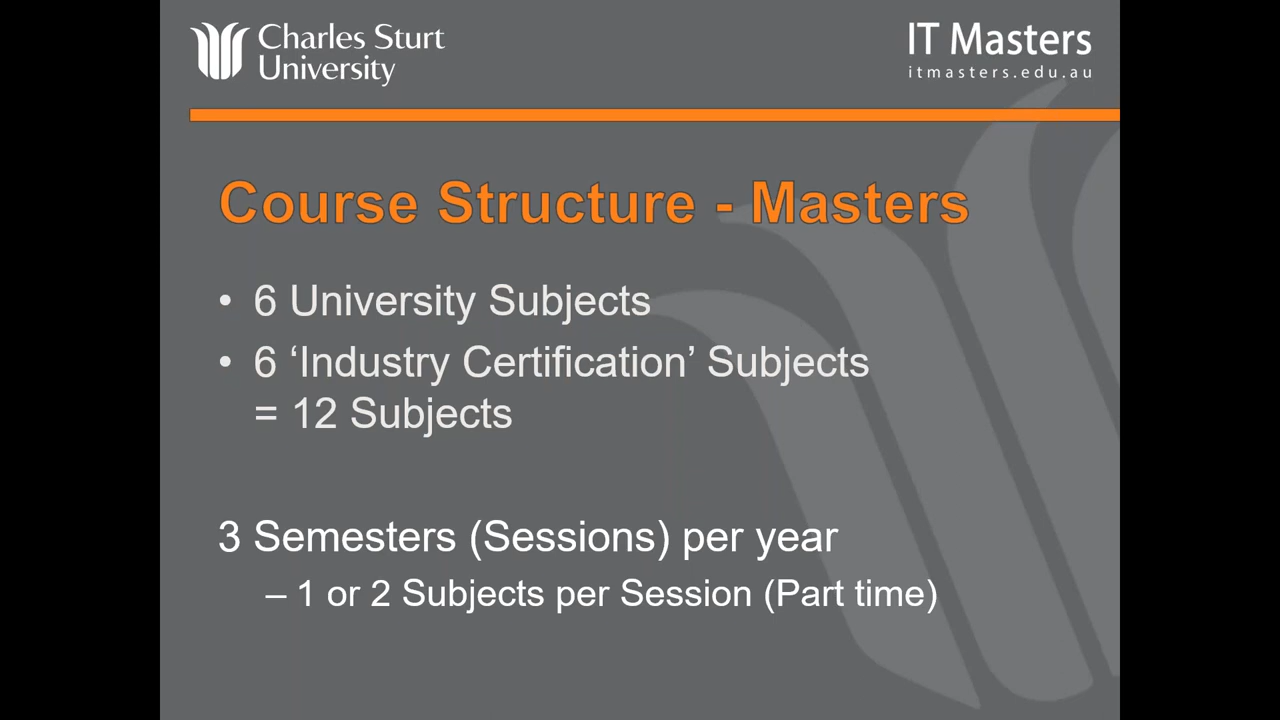 Charles Sturt
University
IT Masters
itmasters.edu.au
Course Structure - Masters
• 6 University Subjects
• 6 ‘Industry Certification’ Subjects
= 12 Subjects
3 Semesters (Sessions) per year
– 1 or 2 Subjects per Session (Part time)